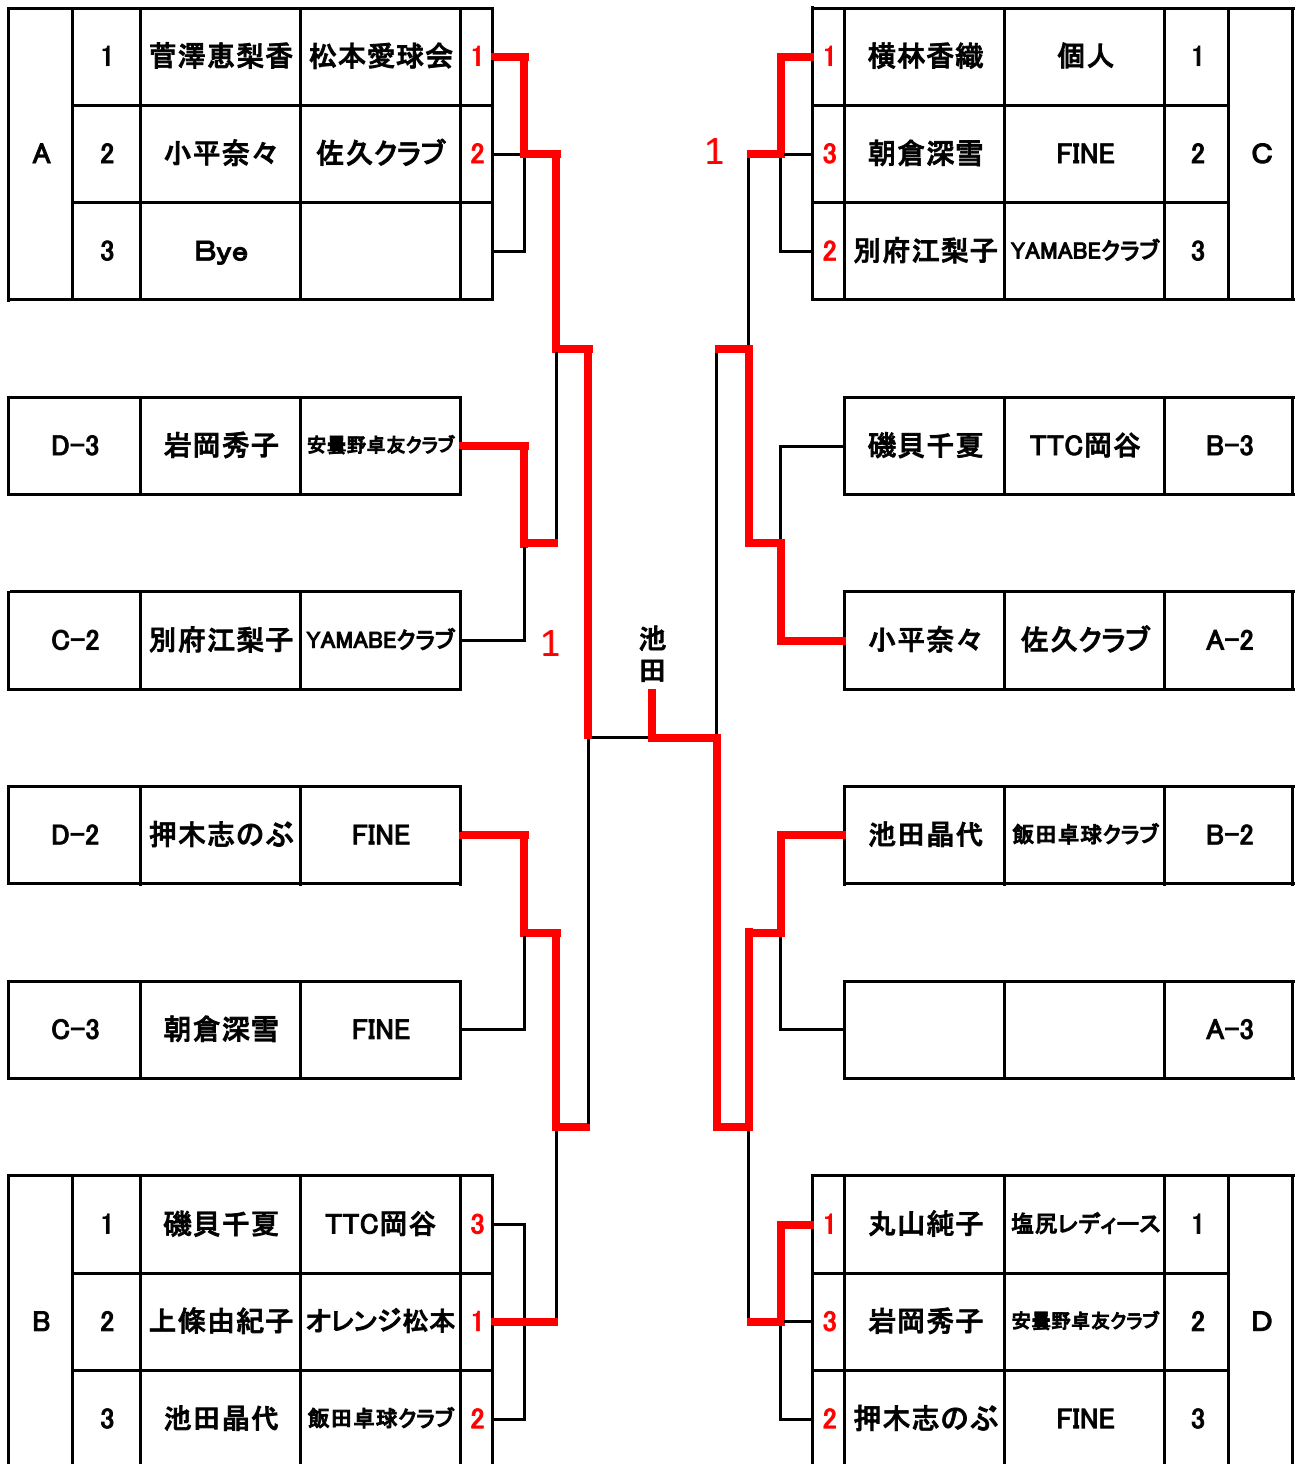 A
1 菅澤恵梨香 松本愛球会 1
2 小平奈々 佐久クラブ 2
3 Bye
D-3 岩岡秀子 安曇野卓友クラブ
C-2 別府江梨子 YAMABEクラブ
1
D-2 押木志のぶ FINE
C-3 朝倉深雪 FINE
B
1 磯貝千夏 TTC岡谷 3
2 上條由紀子 オレンジ松本 1
3 池田晶代 飯田卓球クラブ 2
池
田
1
1 横林香織 個人 1
3 朝倉深雪 FINE 2
2 別府江梨子 YAMABEクラブ 3
C
磯貝千夏 TTC岡谷 B-3
小平奈々 佐久クラブ A-2
池田晶代 飯田卓球クラブ B-2
A-3
1 丸山純子 塩尻レディース 1
3 岩岡秀子 安曇野卓友クラブ 2
2 押木志のぶ FINE 3
D